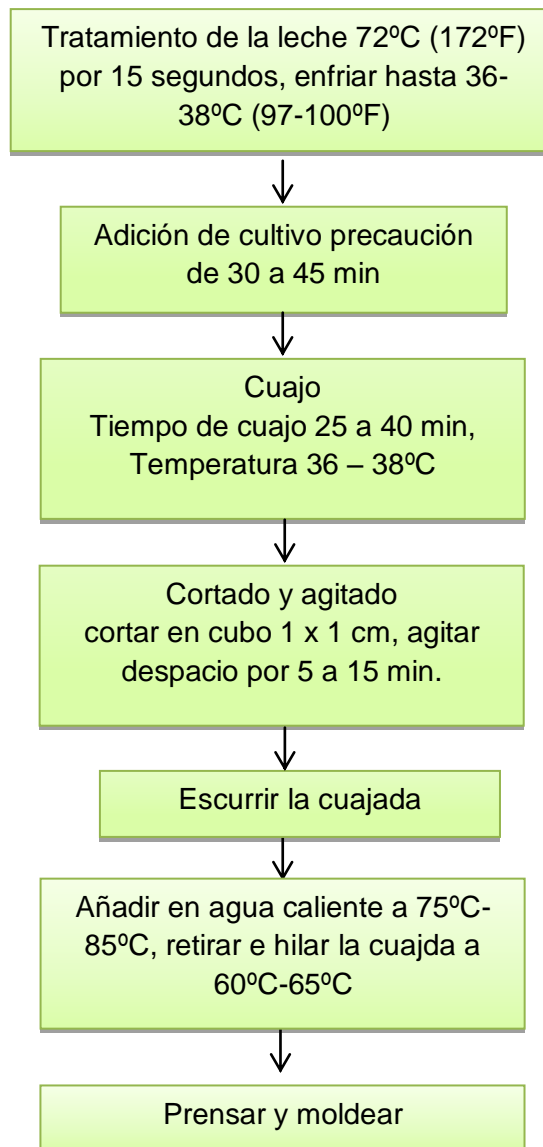 Tratamiento de la leche 72ºC (172ºF)
por 15 segundos, enfriar hasta 36-
38ºC (97-100ºF)
Adición de cultivo precaución
de 30 a 45 min
Cuajo
Tiempo de cuajo 25 a 40 min,
Temperatura 36 – 38ºC
Cortado y agitado
cortar en cubo 1 x 1 cm, agitar
despacio por 5 a 15 min.
Escurrir la cuajada
Añadir en agua caliente a 75ºC-
85ºC, retirar e hilar la cuajda a
60ºC-65ºC
Prensar y moldear